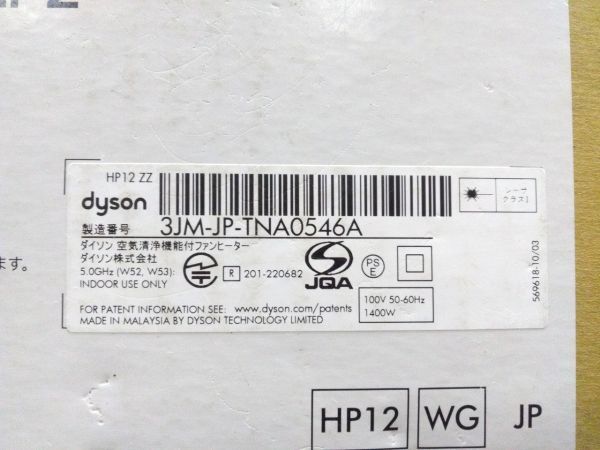 HP12 ZZ
dyson
製造番号 3JM-JP-TNA0546A
レーザ
クラス1
ダイソン 空気清浄機能付ファンヒーター
ダイソン株式会社
5.0GHz (W52, W53):
INDOOR USE ONLY
R 201-220682
JQA
PS
E
FOR PATENT INFORMATION SEE: www.dyson.com/patents
MADE IN MALAYSIA BY DYSON TECHNOLOGY LIMITED
100V 50-60Hz
1400W
569618-10/03
ます。
HP12 WG JP